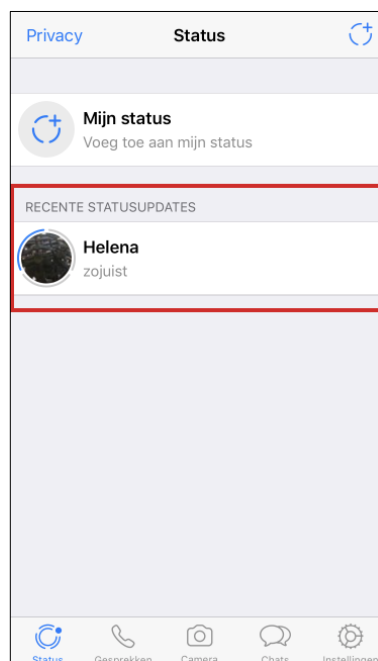 Privacy Status
Mijn status
Voeg toe aan mijn status
RECENTE STATUSUPDATES
Helena
zojuist
Status Gesprekken Camera Chats Instellingen